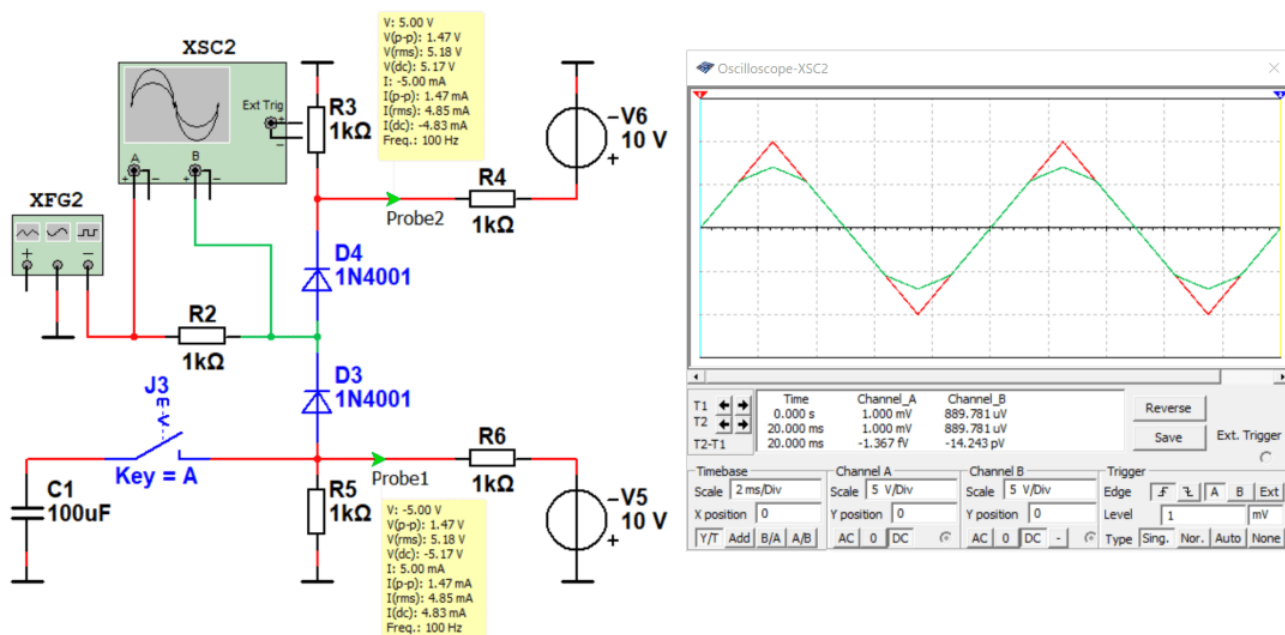 V: 5.00 V
V(p-p): 1.47 V
V(rms): 5.18 V
V(dc): 5.17 V
I: -5.00 mA
I(p-p): 1.47 mA
I(rms): 4.85 mA
I(dc): -4.83 mA
Freq.: 100 Hz
XSC2
Ext Trig
+
-
A
B
+ - + -
R3
1kΩ
-V6
10 V
+
R4
1kΩ
Probe2
XFG2
+ -
D4
1N4001
R2
1kΩ
D3
1N4001
J3
Key = A
C1
100uF
Probe1
R6
1kΩ
R5
1kΩ
-V5
10 V
+
V: -5.00 V
V(p-p): 1.47 V
V(rms): 5.18 V
V(dc): -5.17 V
I: 5.00 mA
I(p-p): 1.47 mA
I(rms): 4.85 mA
I(dc): 4.83 mA
Freq.: 100 Hz
Oscilloscope-XSC2
Time Channel_A Channel_B
T1 0.000 s 1.000 mV 889.781 uV
T2 20.000 ms 1.000 mV 889.781 uV
T2-T1 20.000 ms -1.367 fV -14.243 pV
Reverse
Save
Ext. Trigger
Timebase
Scale 2 ms/Div
X position 0
Y/T Add B/A A/B
Channel A
Scale 5 V/Div
Y position 0
AC 0 DC
Channel B
Scale 5 V/Div
Y position 0
AC 0 DC -
Trigger
Edge A B Ext
Level 1 mV
Type Sing. Nor. Auto None